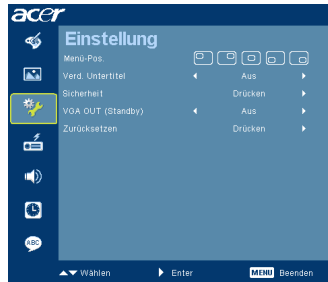 acer
Einstellung
Menü-Pos.
Verd. Untertitel Aus
Sicherheit Drücken
VGA OUT (Standby) Aus
Zurücksetzen Drücken
ABC
Wählen Enter MENU Beenden